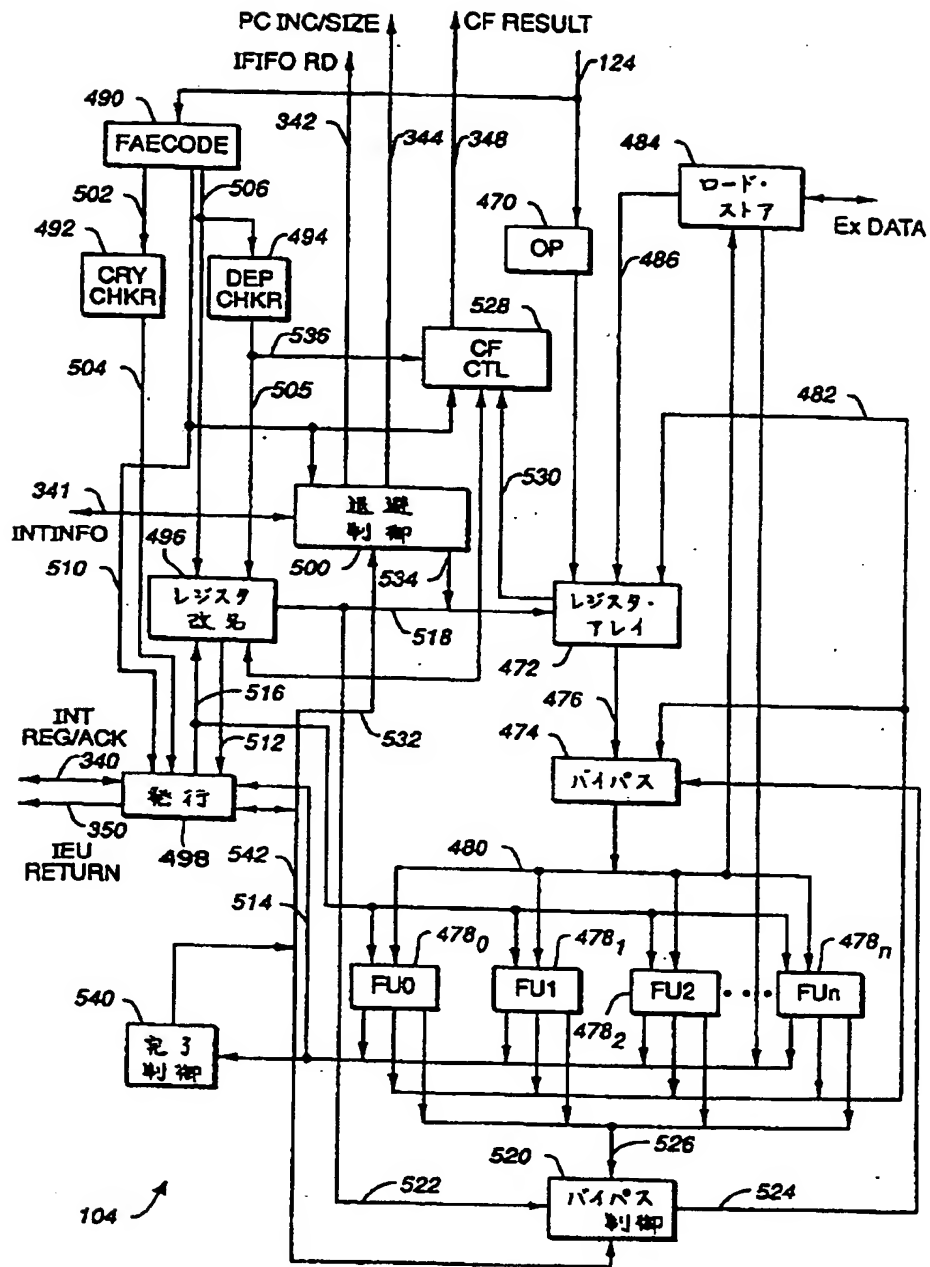 PC INC/SIZE
CF RESULT
IFIFO RD
124
490
FAECODE
342
344
348
484
502
506
ロード・
ストア
470
492
494
486
Ex DATA
CRY
CHKR
DEP
CHKR
OP
528
536
CF
CTL
504
505
482
530
341
退避
制御
INTINFO
496
500
534
510
レジスタ
改名
レジスタ・
アレイ
518
472
516
476
INT
REG/ACK
532
474
512
340
バイパス
発行
350
498
480
IEU
RETURN
542
514
478₀
478₁
478ₙ
FU0
FU1
FU2
FUn
540
478₂
完了
制御
520
526
522
524
バイパス
制御
104